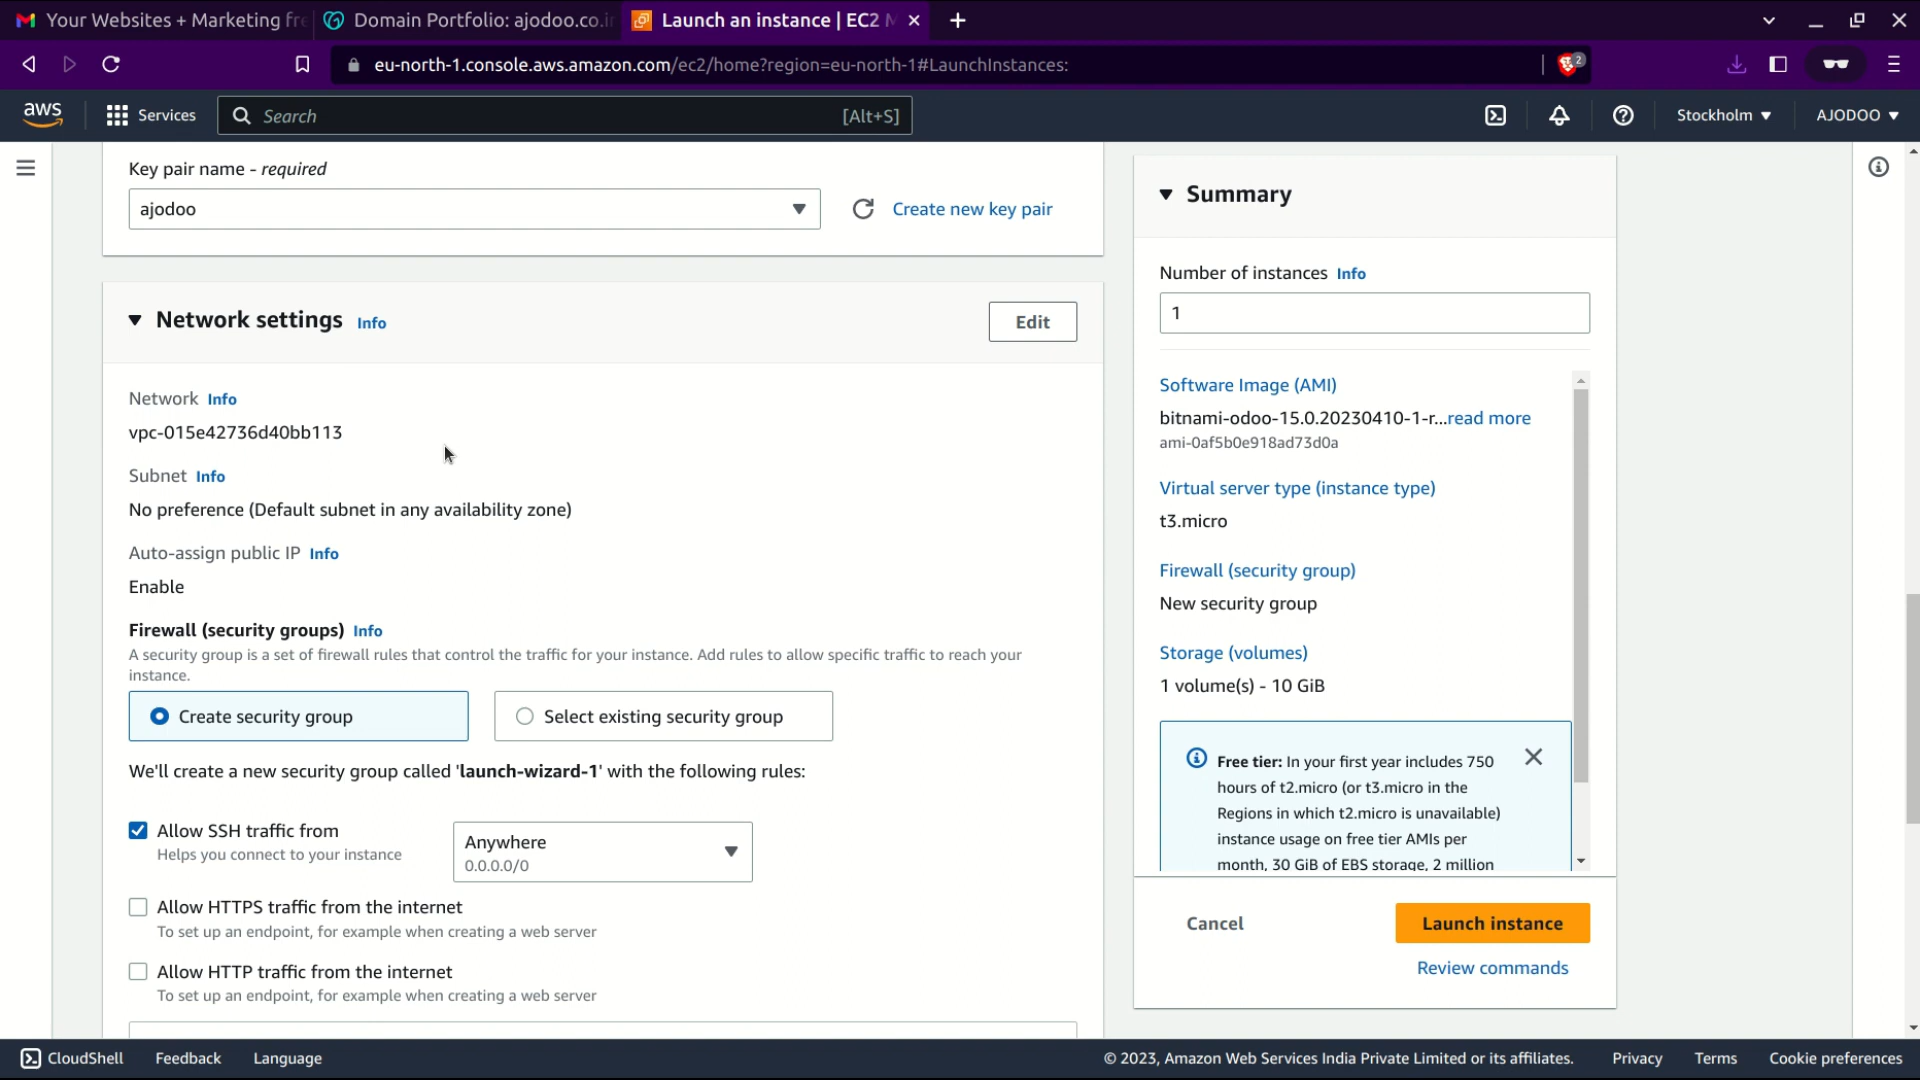 Your Websites + Marketing fre
Domain Portfolio: ajodoo.co.in
Launch an instance | EC2 M
eu-north-1.console.aws.amazon.com/ec2/home?region=eu-north-1#LaunchInstances:
2
aws
Services
Search
[Alt+S]
Stockholm
AJODOO
Key pair name - required
ajodoo
Create new key pair
Network settings Info
Edit
Network Info
vpc-015e42736d40bb113
Subnet Info
No preference (Default subnet in any availability zone)
Auto-assign public IP Info
Enable
Firewall (security groups) Info
A security group is a set of firewall rules that control the traffic for your instance. Add rules to allow specific traffic to reach your
instance.
Create security group
Select existing security group
We'll create a new security group called 'launch-wizard-1' with the following rules:
Allow SSH traffic from
Helps you connect to your instance
Anywhere
0.0.0.0/0
Allow HTTPS traffic from the internet
To set up an endpoint, for example when creating a web server
Allow HTTP traffic from the internet
To set up an endpoint, for example when creating a web server
Summary
Number of instances Info
1
Software Image (AMI)
bitnami-odoo-15.0.20230410-1-r...read more
ami-0af5b0e918ad73d0a
Virtual server type (instance type)
t3.micro
Firewall (security group)
New security group
Storage (volumes)
1 volume(s) - 10 GiB
Free tier: In your first year includes 750
hours of t2.micro (or t3.micro in the
Regions in which t2.micro is unavailable)
instance usage on free tier AMIs per
month, 30 GiB of EBS storage, 2 million
Cancel
Launch instance
Review commands
CloudShell
Feedback
Language
© 2023, Amazon Web Services India Private Limited or its affiliates.
Privacy
Terms
Cookie preferences